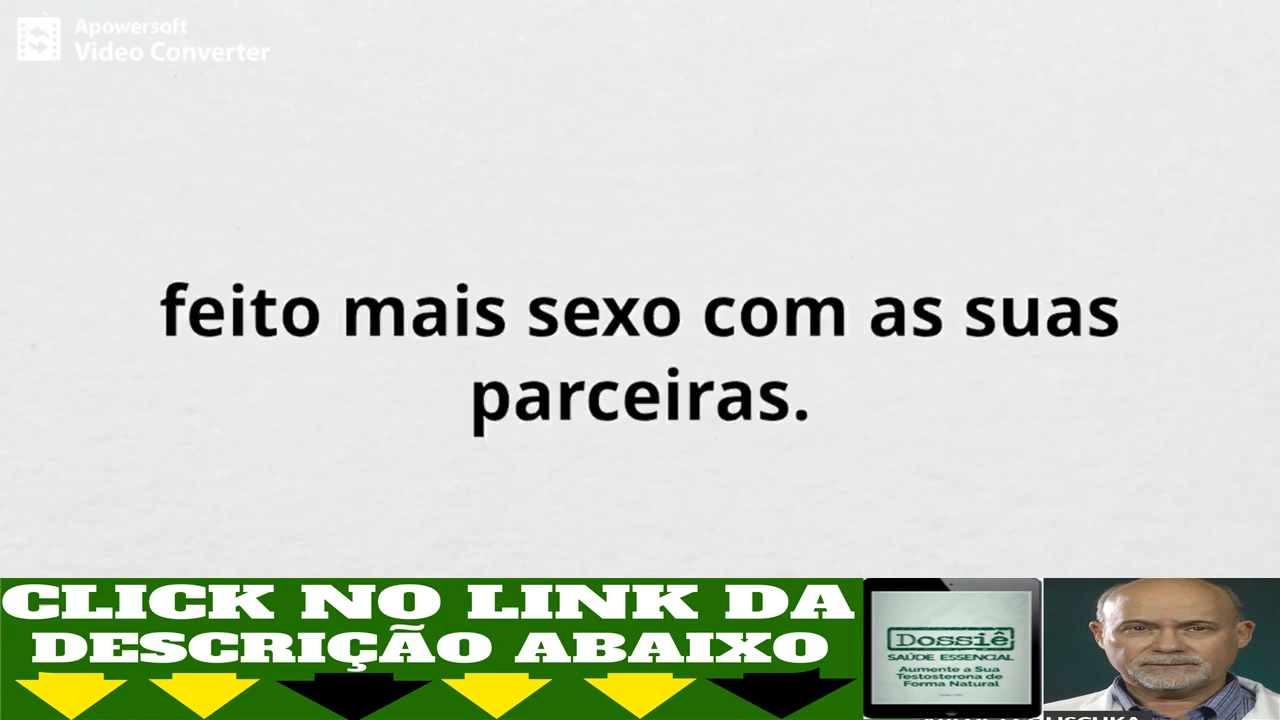 Apowersoft
Video Converter
feito mais sexo com as suas
parceiras.
CLICK NO LINK DA
DESCRIÇÃO ABAIXO
Dossiê
SAÚDE ESSENCIAL
Aumente a Sua
Testosterona de
Forma Natural